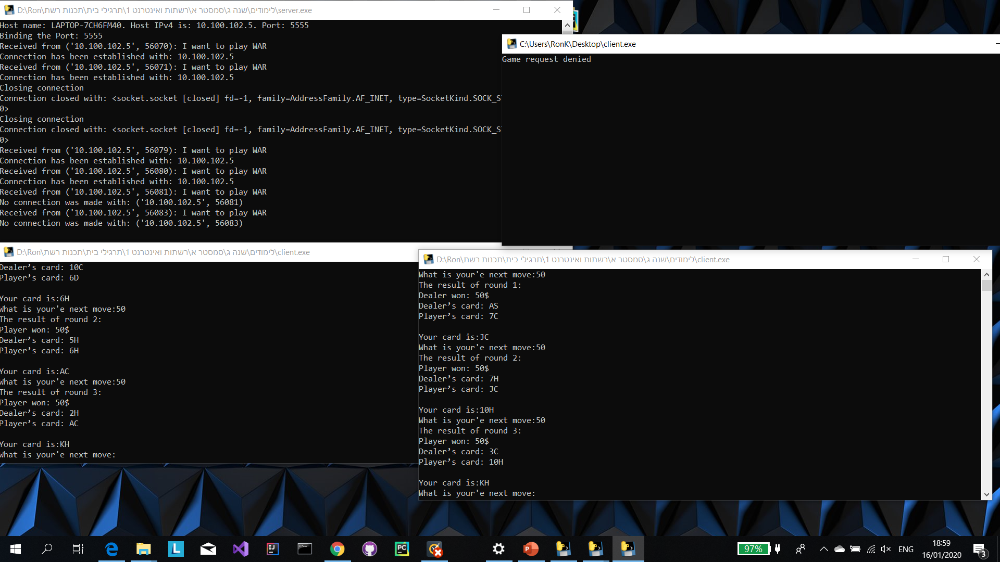 D:\Ron\לימודים\שנה ג\סמסטר א\רשתות ואינטרנט 1\תרגילי בית\תכנות רשת\server.exe
Host name: LAPTOP-7CH6FM40. Host IPv4 is: 10.100.102.5. Port: 5555
Binding the Port: 5555
Received from ('10.100.102.5', 56070): I want to play WAR
Connection has been established with: 10.100.102.5
Received from ('10.100.102.5', 56071): I want to play WAR
Connection has been established with: 10.100.102.5
Closing connection
Connection closed with: <socket.socket [closed] fd=-1, family=AddressFamily.AF_INET, type=SocketKind.SOCK_S
0>
Closing connection
Connection closed with: <socket.socket [closed] fd=-1, family=AddressFamily.AF_INET, type=SocketKind.SOCK_S
0>
Received from ('10.100.102.5', 56079): I want to play WAR
Connection has been established with: 10.100.102.5
Received from ('10.100.102.5', 56080): I want to play WAR
Connection has been established with: 10.100.102.5
Received from ('10.100.102.5', 56081): I want to play WAR
No connection was made with: ('10.100.102.5', 56081)
Received from ('10.100.102.5', 56083): I want to play WAR
No connection was made with: ('10.100.102.5', 56083)
C:\Users\RonK\Desktop\client.exe
Game request denied
D:\Ron\לימודים\שנה ג\סמסטר א\רשתות ואינטרנט 1\תרגילי בית\תכנות רשת\client.exe
Dealer’s card: 10C
Player’s card: 6D
Your card is:6H
What is your'e next move:50
The result of round 2:
Player won: 50$
Dealer’s card: 5H
Player’s card: 6H
Your card is:AC
What is your'e next move:50
The result of round 3:
Player won: 50$
Dealer’s card: 2H
Player’s card: AC
Your card is:KH
What is your'e next move:
D:\Ron\לימודים\שנה ג\סמסטר א\רשתות ואינטרנט 1\תרגילי בית\תכנות רשת\client.exe
What is your'e next move:50
The result of round 1:
Dealer won: 50$
Dealer’s card: AS
Player’s card: 7C
Your card is:JC
What is your'e next move:50
The result of round 2:
Player won: 50$
Dealer’s card: 7H
Player’s card: JC
Your card is:10H
What is your'e next move:50
The result of round 3:
Player won: 50$
Dealer’s card: 3C
Player’s card: 10H
Your card is:KH
What is your'e next move:
L
IJ
PC
P
97%
ENG
18:59
16/01/2020
3